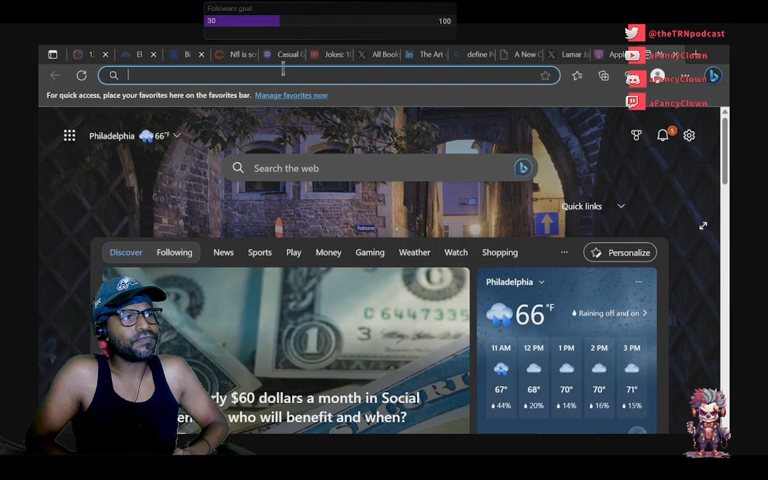 Followers goal
30
100
@theTRNpodcast
Nfl is sc
Casual C
Jokes: 10
All Book
The Art
define P
A New C
Lamar Ja
Appl
aFancyClown
aFancyClown
aFancyClown
For quick access, place your favorites here on the favorites bar. Manage favorites now
Philadelphia 66°F
5
Search the web
Quick links
Discover Following News Sports Play Money Gaming Weather Watch Shopping ... Personalize
Philadelphia
...
66°F
Raining off and on
11 AM 12 PM 1 PM 2 PM 3 PM
67° 68° 70° 70° 71°
44% 20% 14% 16% 15%
C6447335
rly $60 dollars a month in Social
who will benefit and when?